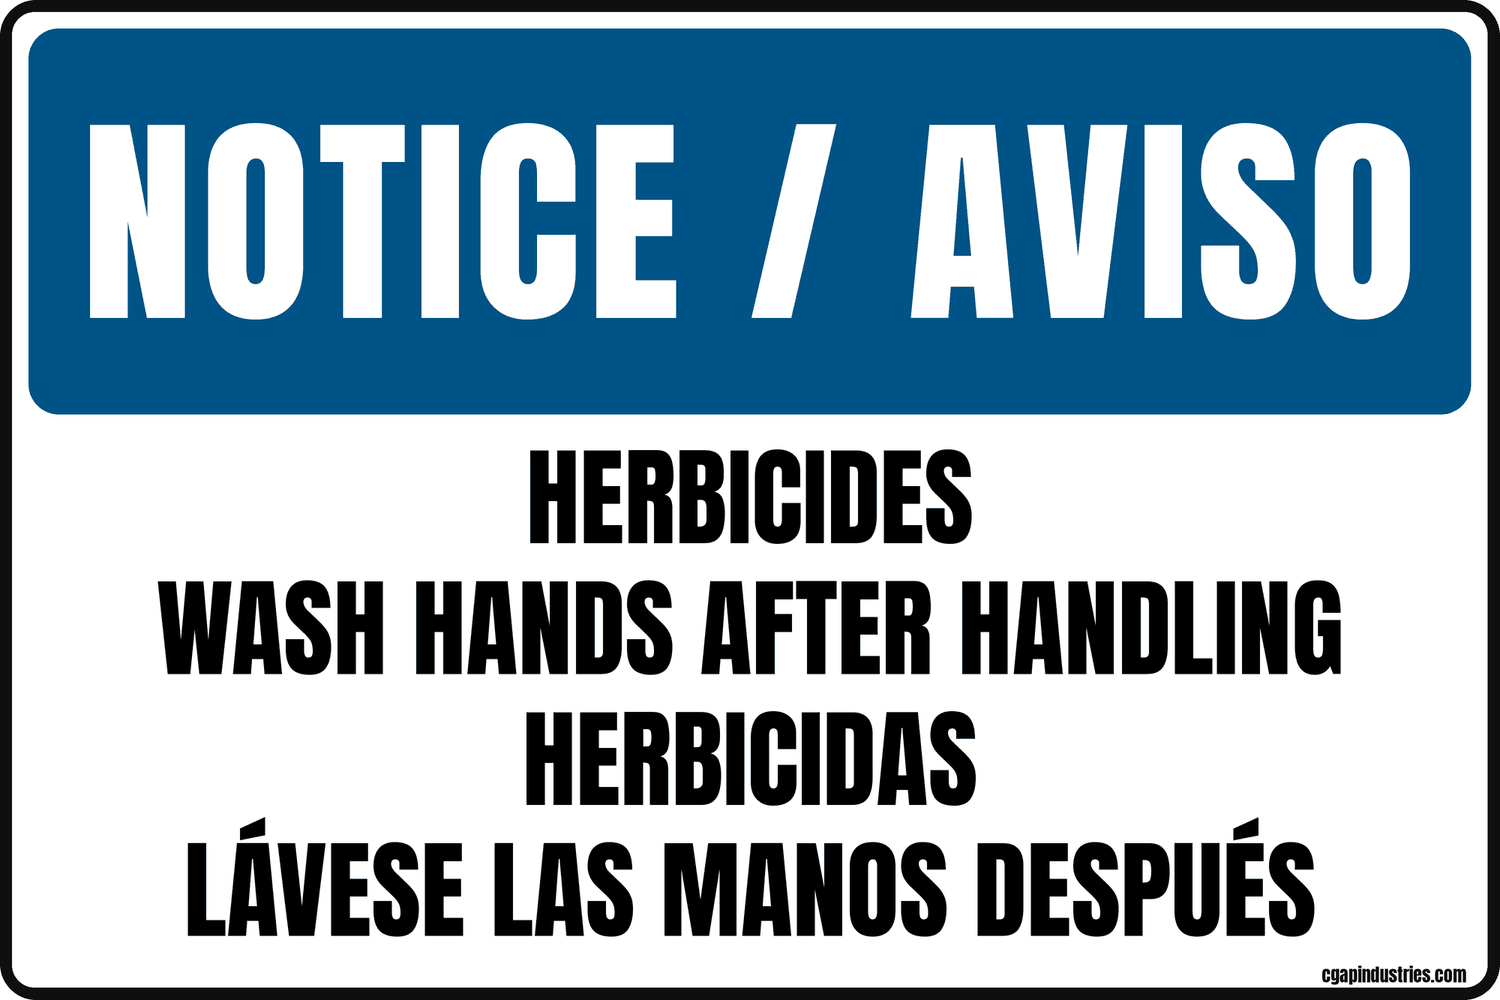 NOTICE / AVISO
HERBICIDES
WASH HANDS AFTER HANDLING
HERBICIDAS
LÁVESE LAS MANOS DESPUÉS
cgapindustries.com